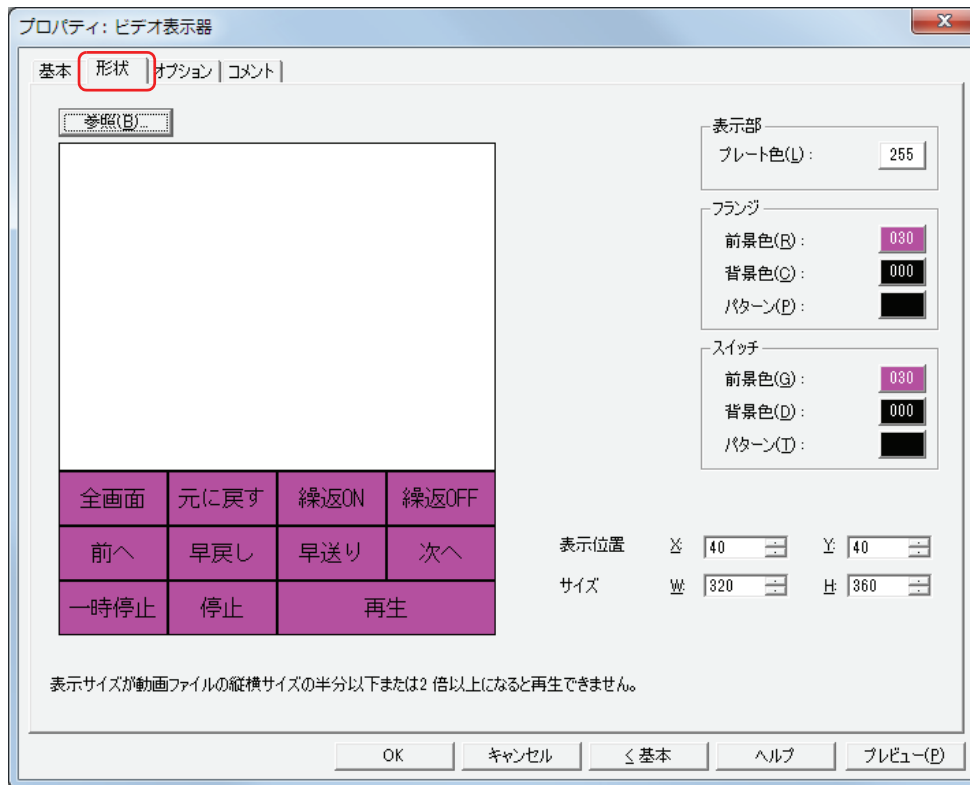 プロパティ: ビデオ表示器
基本 形状 オプション コメント
参照(B)...
表示部
プレート色(L): 255
フランジ
前景色(R): 030
背景色(C): 000
パターン(P):
スイッチ
前景色(G): 030
背景色(D): 000
パターン(T):
全画面 元に戻す 繰返ON 繰返OFF
前へ 早戻し 早送り 次へ
一時停止 停止 再生
表示位置 X: 40 Y: 40
サイズ W: 320 H: 360
表示サイズが動画ファイルの縦横サイズの半分以下または2 倍以上になると再生できません。
OK キャンセル < 基本 ヘルプ プレビュー(P)